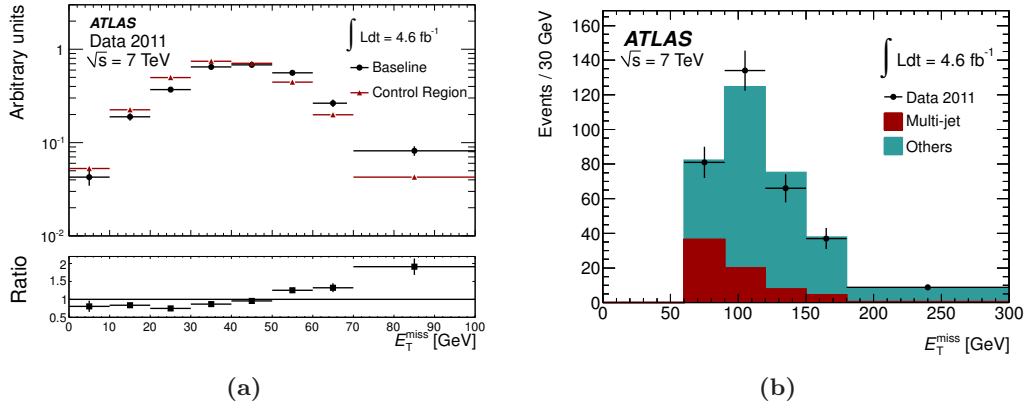 ATLAS
Data 2011
√s = 7 TeV
∫ Ldt = 4.6 fb⁻¹
Baseline
Control Region
Arbitrary units
1
10⁻¹
10⁻²
Ratio
2
1.5
1
0.5
0 10 20 30 40 50 60 70 80 90 100
E_T^miss [GeV]
(a)
ATLAS
√s = 7 TeV
∫ Ldt = 4.6 fb⁻¹
Data 2011
Multi-jet
Others
Events / 30 GeV
160
140
120
100
80
60
40
20
0
0 50 100 150 200 250 300
E_T^miss [GeV]
(b)